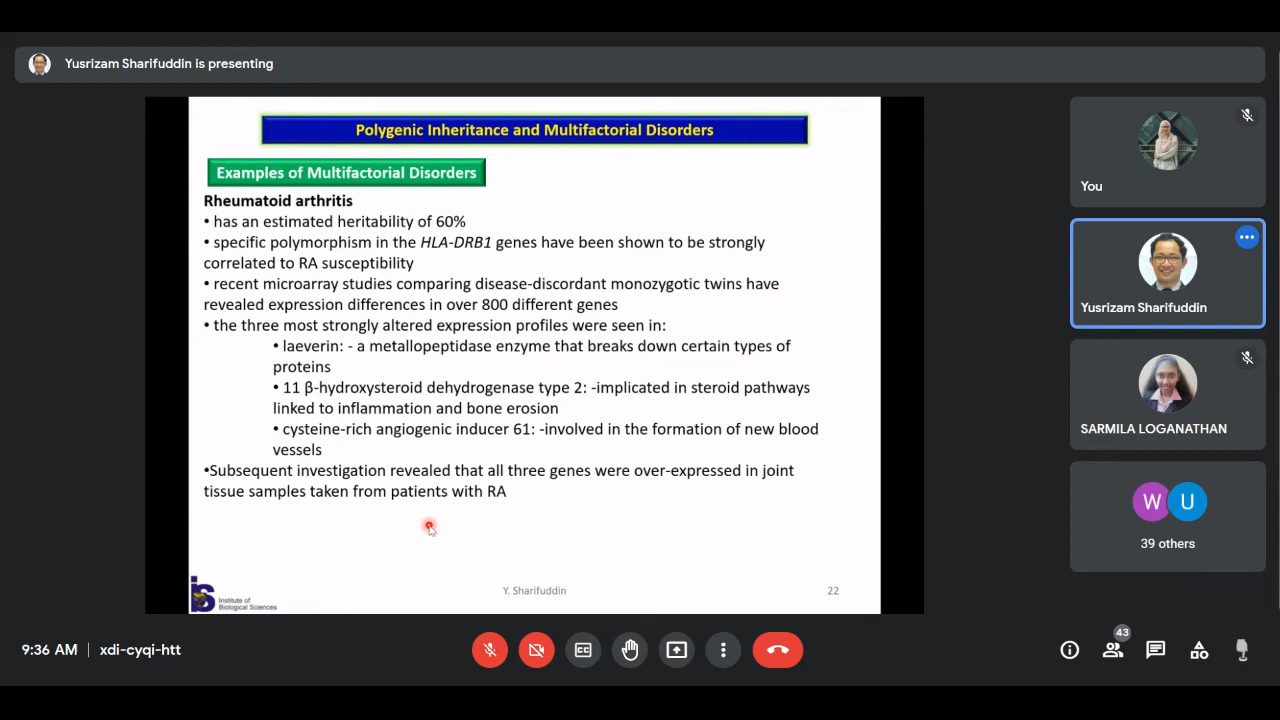 Yusrizam Sharifuddin is presenting
Polygenic Inheritance and Multifactorial Disorders
Examples of Multifactorial Disorders
Rheumatoid arthritis
• has an estimated heritability of 60%
• specific polymorphism in the HLA-DRB1 genes have been shown to be strongly
correlated to RA susceptibility
• recent microarray studies comparing disease-discordant monozygotic twins have
revealed expression differences in over 800 different genes
• the three most strongly altered expression profiles were seen in:
• laeverin: - a metallopeptidase enzyme that breaks down certain types of
proteins
• 11 β-hydroxysteroid dehydrogenase type 2: -implicated in steroid pathways
linked to inflammation and bone erosion
• cysteine-rich angiogenic inducer 61: -involved in the formation of new blood
vessels
•Subsequent investigation revealed that all three genes were over-expressed in joint
tissue samples taken from patients with RA
Institute of
Biological Sciences
Y. Sharifuddin
22
You
Yusrizam Sharifuddin
SARMILA LOGANATHAN
W U
39 others
9:36 AM | xdi-cyqi-htt
43